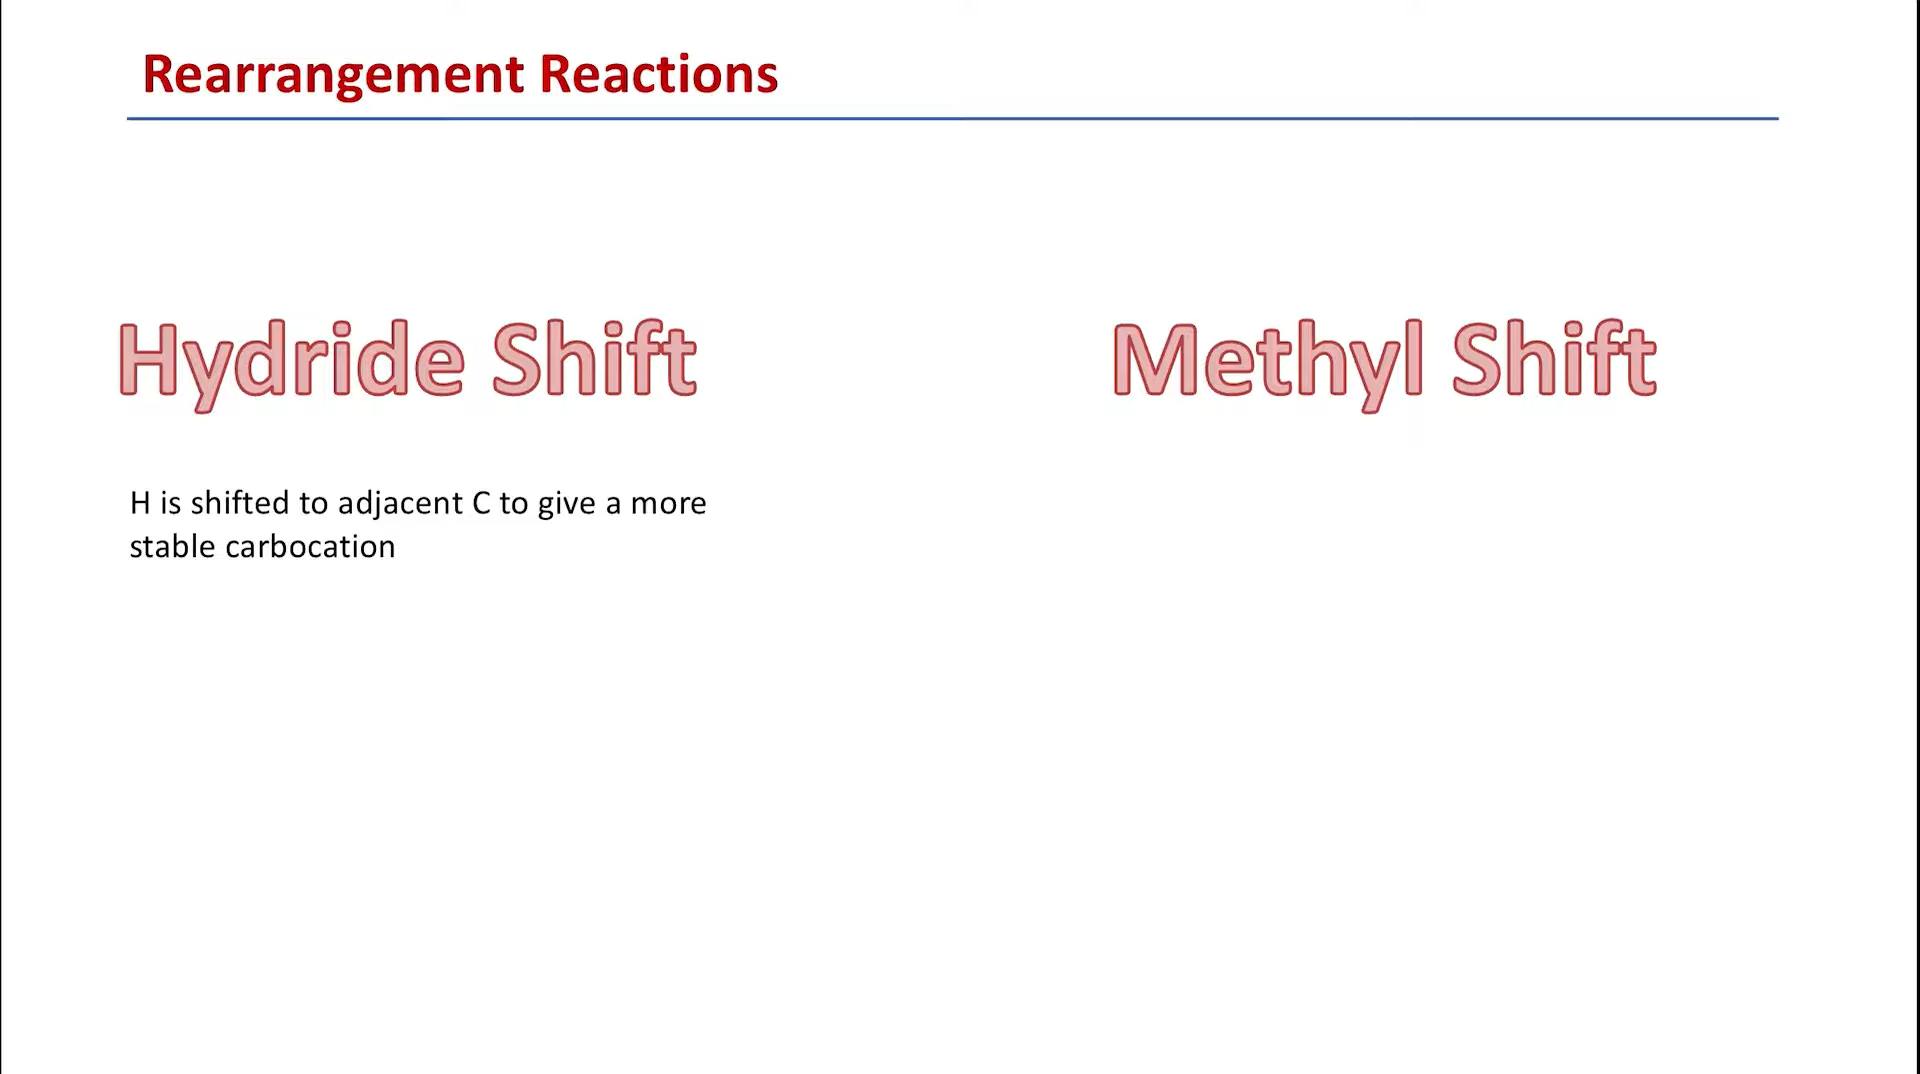 Rearrangement Reactions
Hydride Shift
Methyl Shift
H is shifted to adjacent C to give a more
stable carbocation